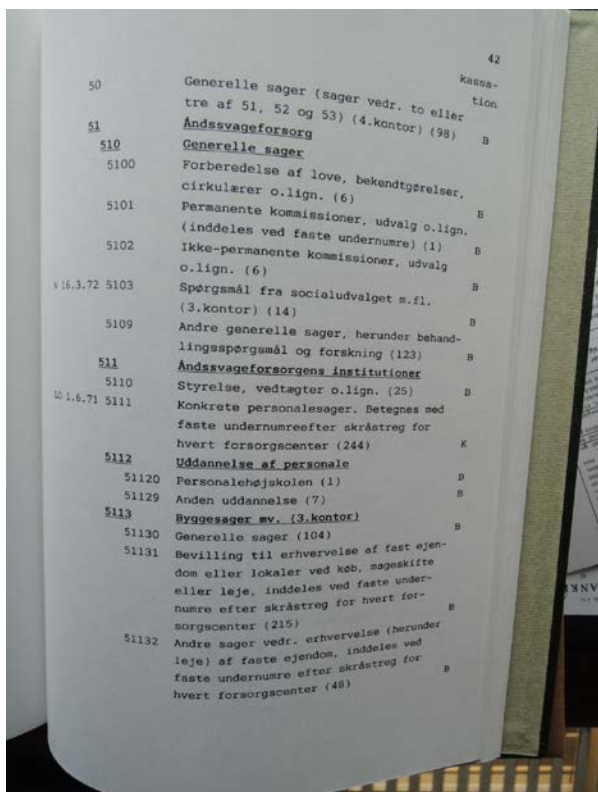 42
kassa-
tion
50 Generelle sager (sager vedr. to eller
tre af 51, 52 og 53) (4.kontor) (98) B
51 Åndssvageforsorg
510 Generelle sager
5100 Forberedelse af love, bekendtgørelser,
cirkulærer o.lign. (6) B
5101 Permanente kommissioner, udvalg o.lign.
(inddeles ved faste undernumre) (1) B
5102 Ikke-permanente kommissioner, udvalg
o.lign. (6) B
16.3.72 5103 Spørgsmål fra socialudvalget m.fl.
(3.kontor) (14) B
5109 Andre generelle sager, herunder behand-
lingsspørgsmål og forskning (123) B
511 Åndssvageforsorgens institutioner
5110 Styrelse, vedtægter o.lign. (25) B
1.6.71 5111 Konkrete personalesager. Betegnes med
faste undernumreefter skråstreg for
hvert forsorgscenter (244) K
5112 Uddannelse af personale
51120 Personalehøjskolen (1) B
51129 Anden uddannelse (7) B
5113 Byggesager mv. (3.kontor)
51130 Generelle sager (104) B
51131 Bevilling til erhvervelse af fast ejen-
dom eller lokaler ved køb, mageskifte
eller leje, inddeles ved faste under-
numre efter skråstreg for hvert for-
sorgscenter (215) B
51132 Andre sager vedr. erhvervelse (herunder
leje) af faste ejendom, inddeles ved
faste undernumre efter skråstreg for
hvert forsorgscenter (48) B